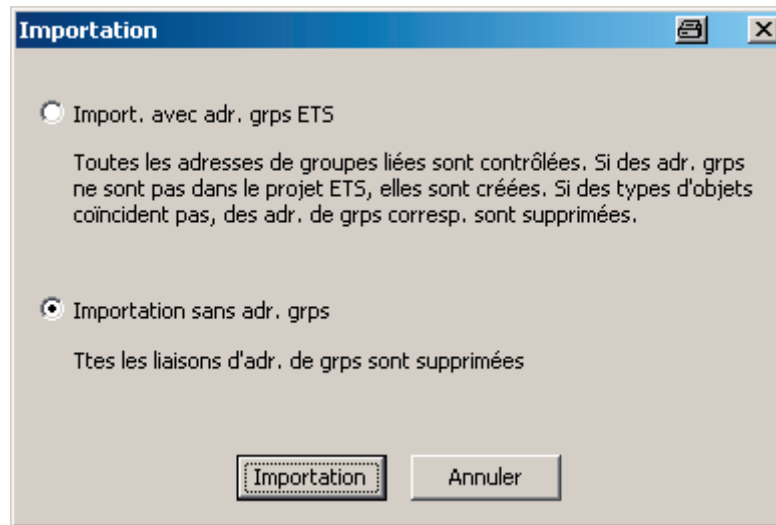 Importation
Import. avec adr. grps ETS
Toutes les adresses de groupes liées sont contrôlées. Si des adr. grps
ne sont pas dans le projet ETS, elles sont créées. Si des types d'objets
coïncident pas, des adr. de grps corresp. sont supprimées.
Importation sans adr. grps
Ttes les liaisons d'adr. de grps sont supprimées
Importation Annuler